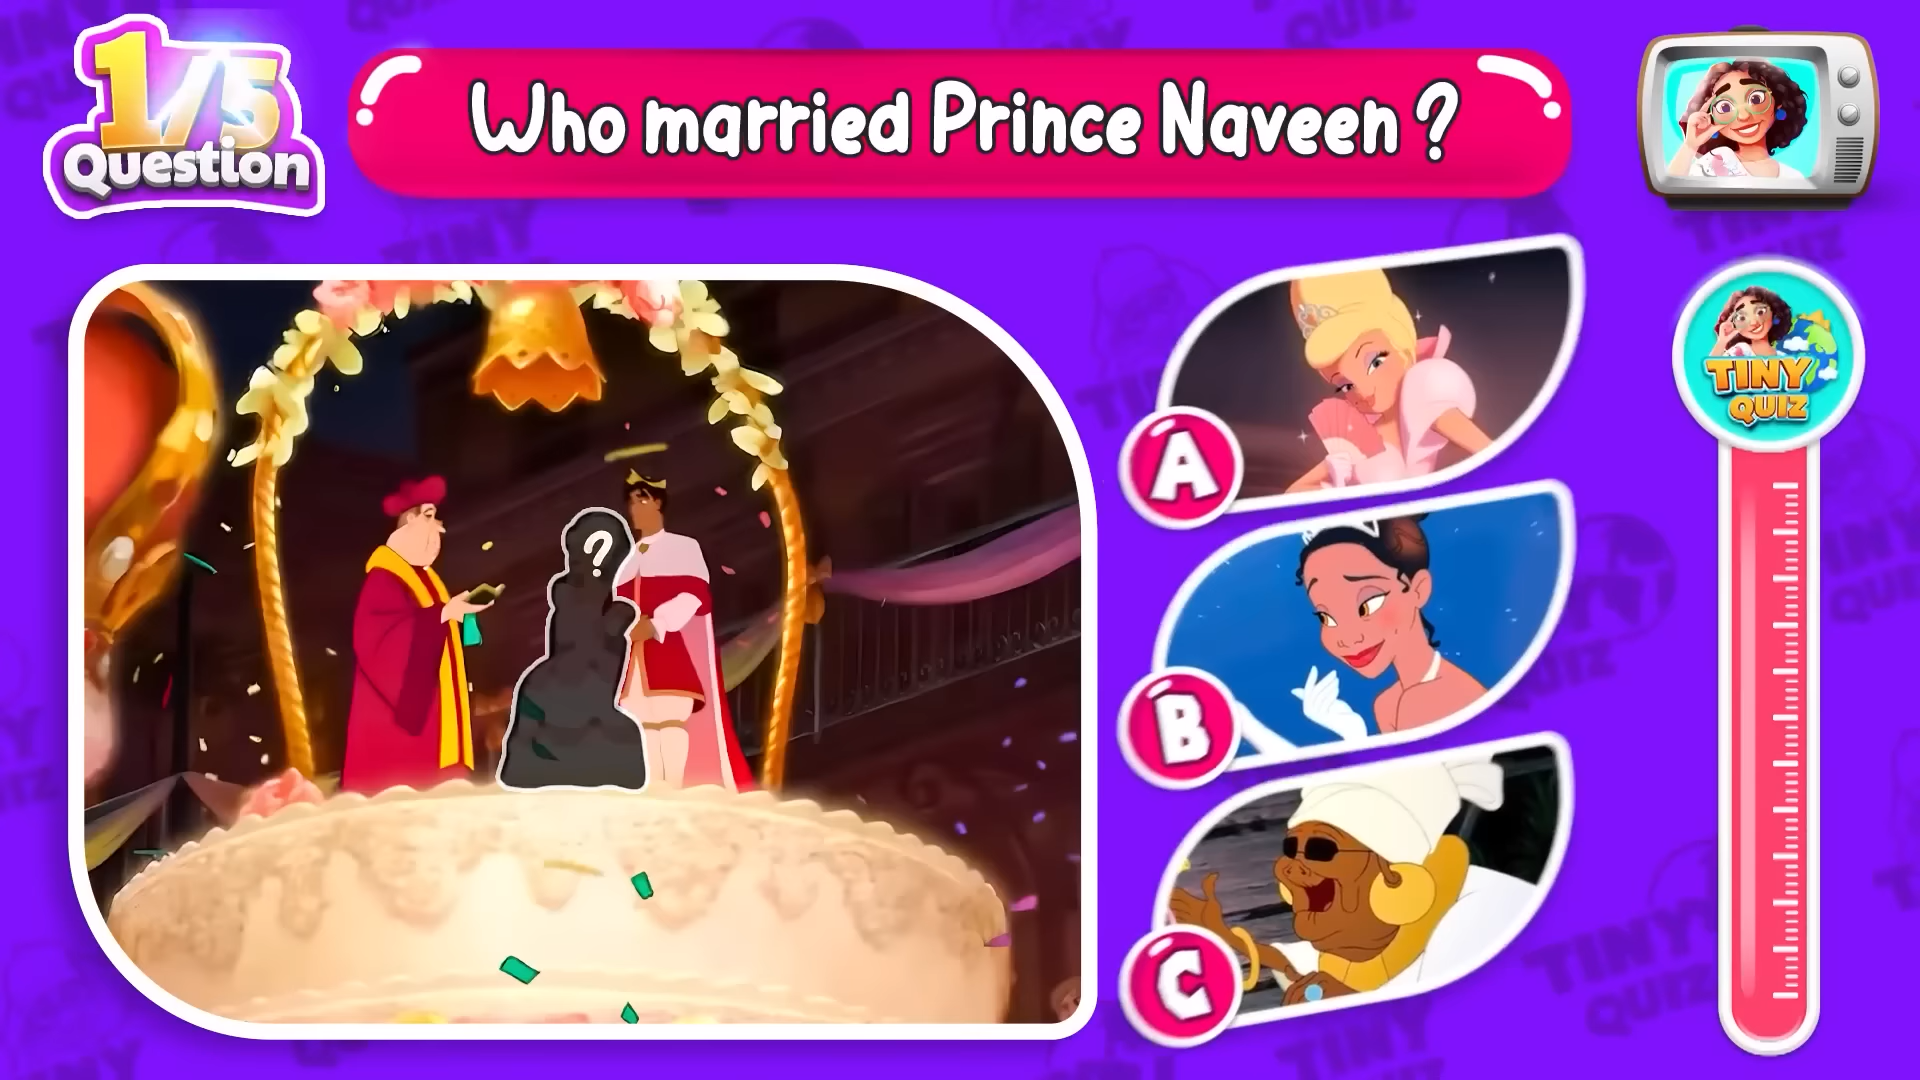 1/5
Question
Who married Prince Naveen ?
?
A
B
C
TINY
QUIZ